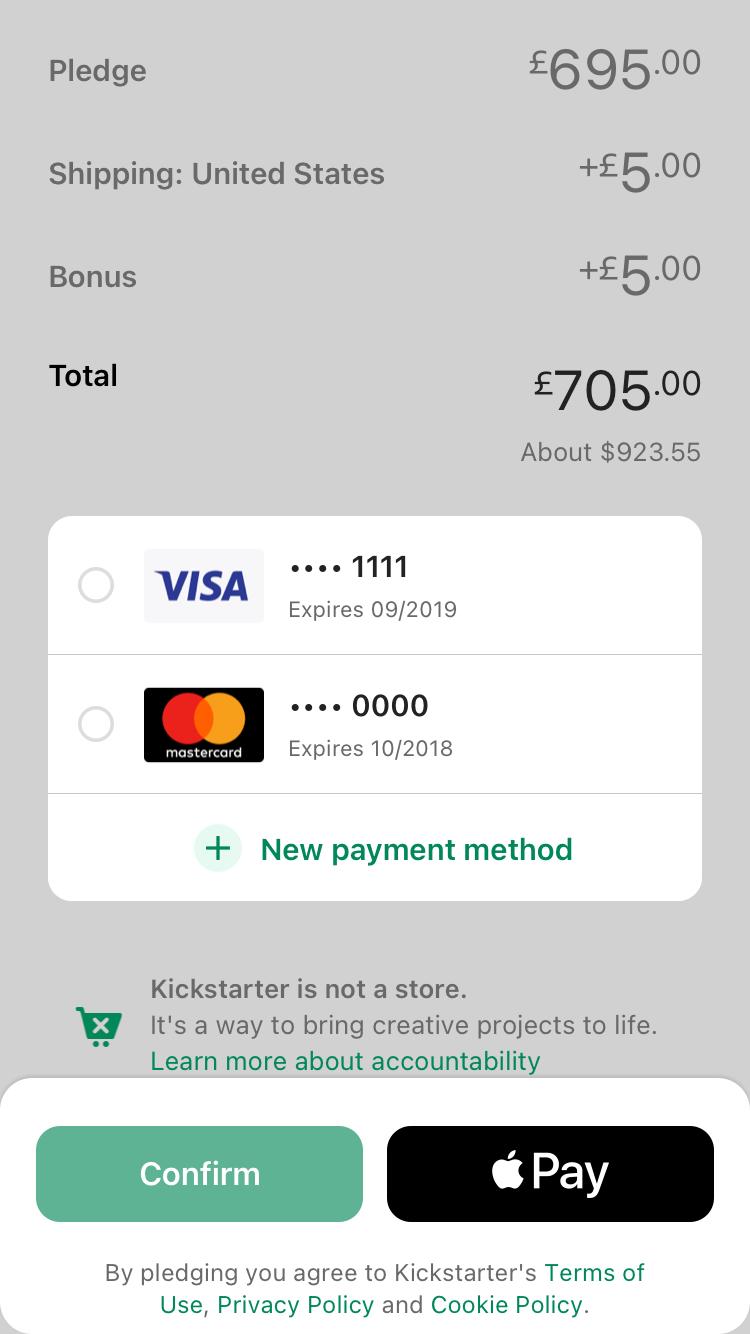 Pledge £695.00
Shipping: United States +£5.00
Bonus +£5.00
Total £705.00
About $923.55
VISA •••• 1111
Expires 09/2019
mastercard •••• 0000
Expires 10/2018
+ New payment method
Kickstarter is not a store.
It's a way to bring creative projects to life.
Learn more about accountability
Confirm Pay
By pledging you agree to Kickstarter's Terms of
Use, Privacy Policy and Cookie Policy.